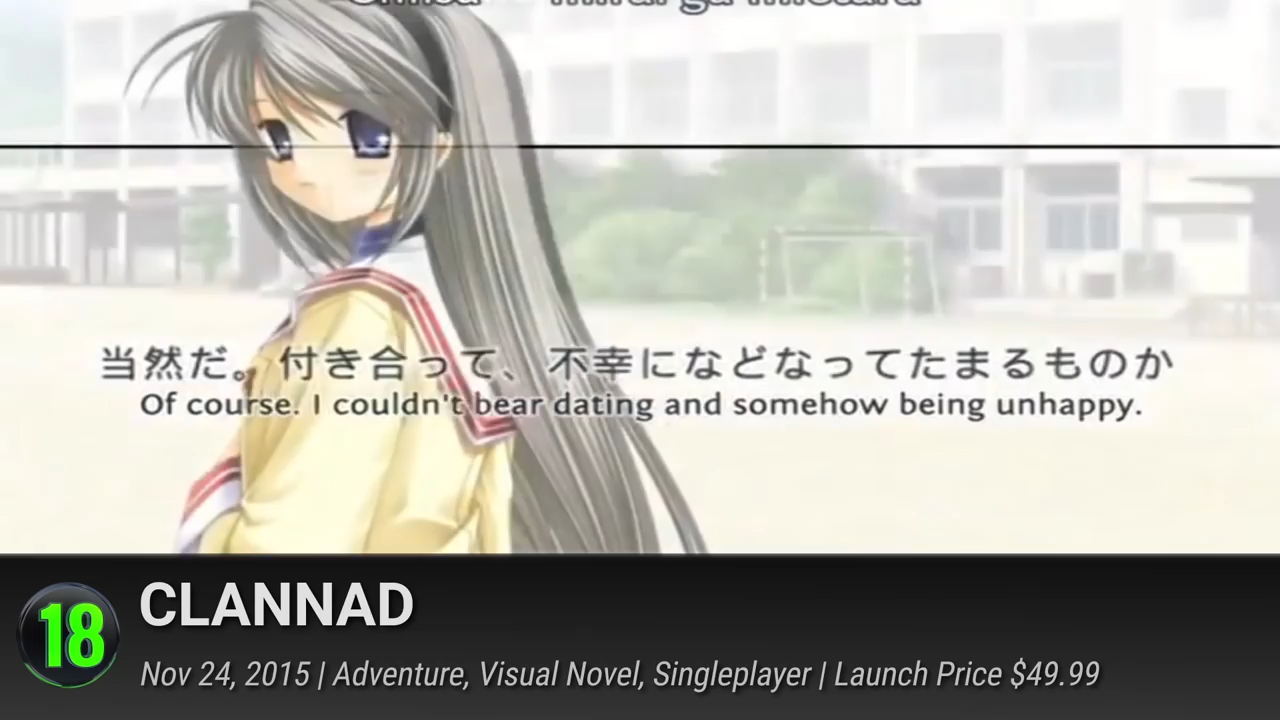 当然だ。付き合って、不幸になどなってたまるものか
Of course. I couldn't bear dating and somehow being unhappy.
18
CLANNAD
Nov 24, 2015 | Adventure, Visual Novel, Singleplayer | Launch Price $49.99